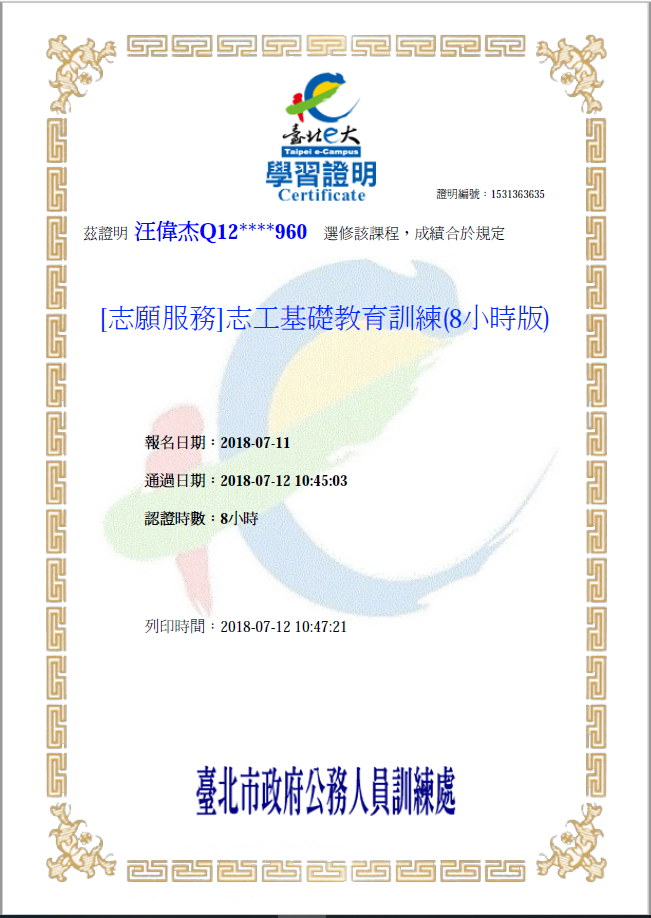 臺北e大
Taipei e-Campus
學習證明
Certificate
證明編號：1531363635
茲證明 汪偉杰Q12****960 選修該課程，成績合於規定
[志願服務]志工基礎教育訓練(8小時版)
報名日期：2018-07-11
通過日期：2018-07-12 10:45:03
認證時數：8小時
列印時間：2018-07-12 10:47:21
臺北市政府公務人員訓練處